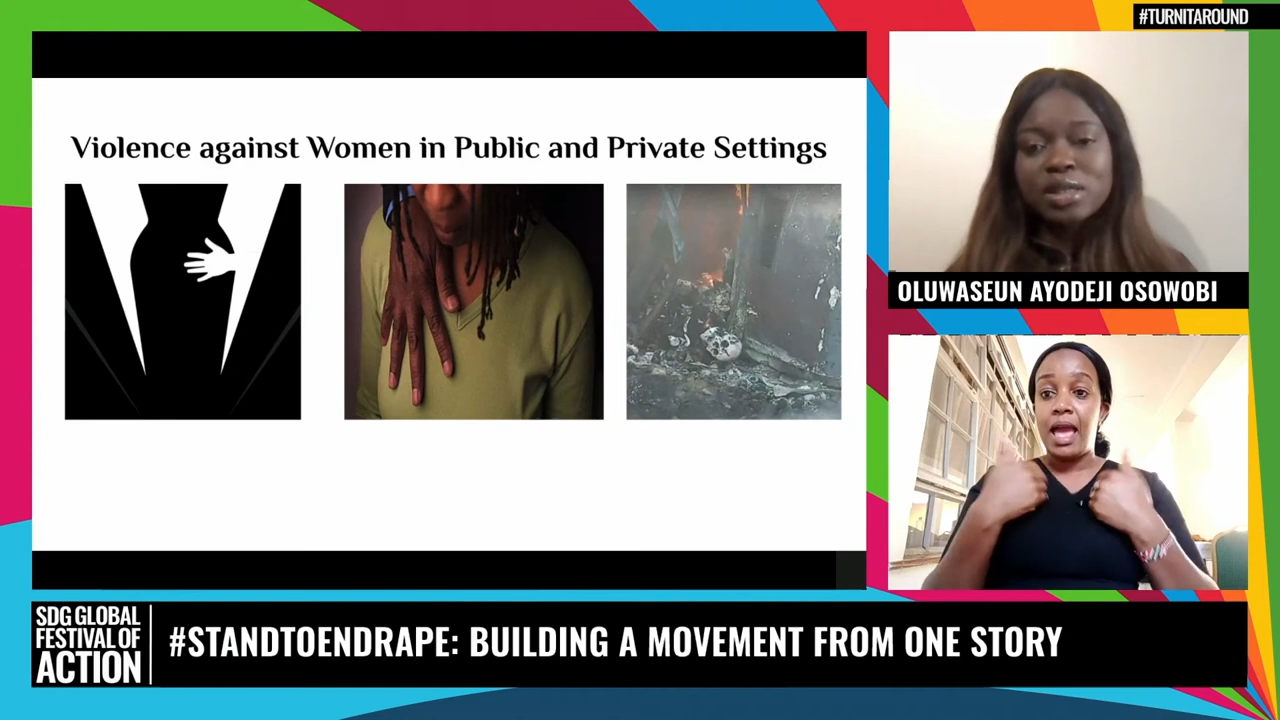 #TURNITAROUND
Violence against Women in Public and Private Settings
OLUWASEUN AYODEJI OSOWOBI
SDG GLOBAL
FESTIVAL OF
ACTION
#STANDTOENDRAPE: BUILDING A MOVEMENT FROM ONE STORY